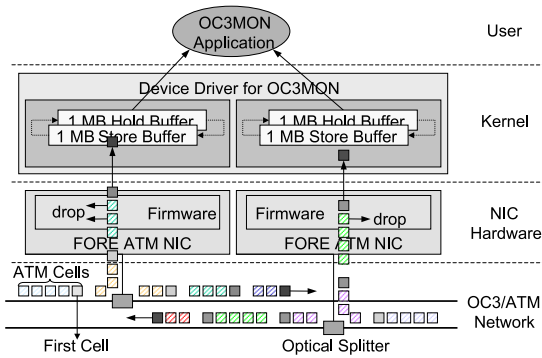 OC3MON
Application
User
Device Driver for OC3MON
1 MB Hold Buffer
1 MB Store Buffer
1 MB Hold Buffer
1 MB Store Buffer
Kernel
drop
Firmware
FORE ATM NIC
Firmware
drop
FORE ATM NIC
NIC
Hardware
ATM Cells
OC3/ATM
Network
First Cell
Optical Splitter